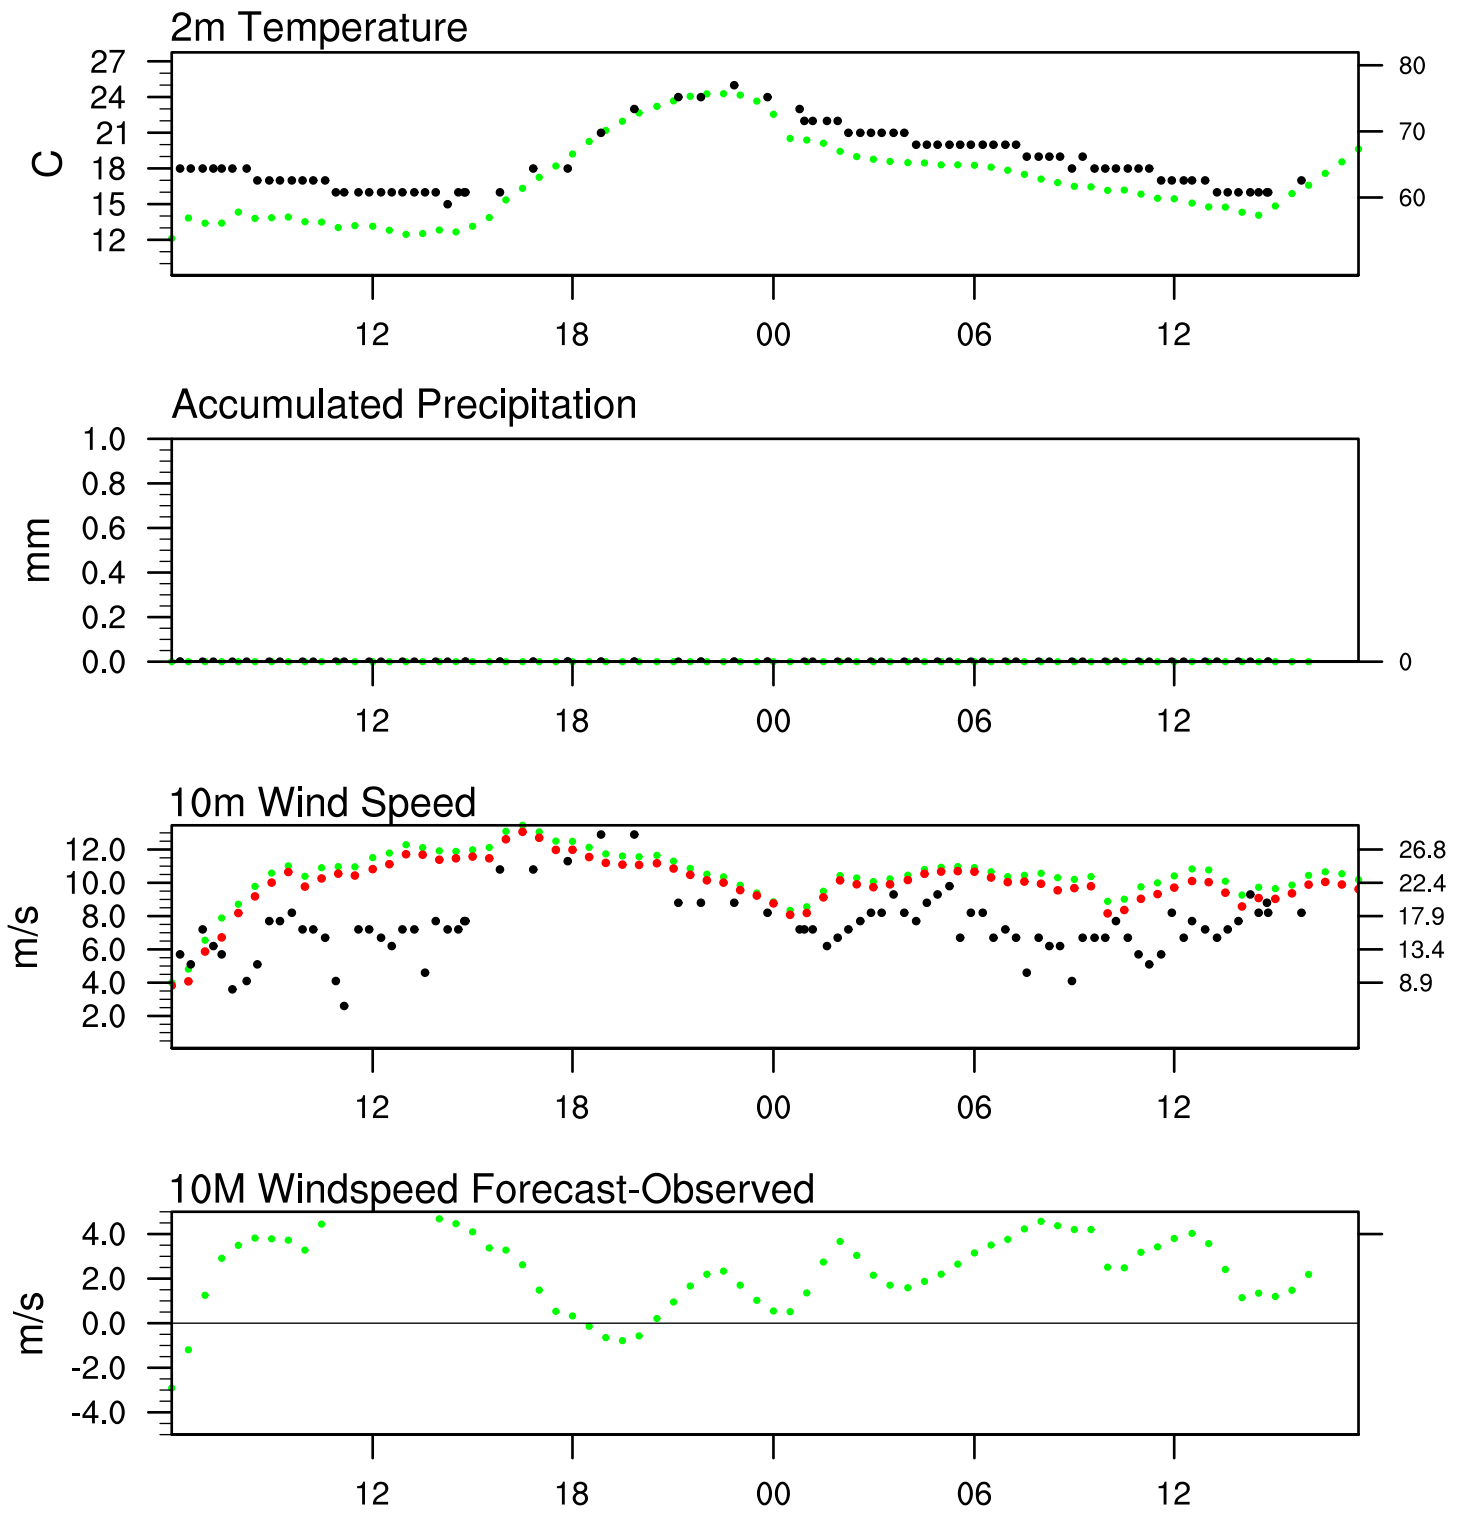 2m Temperature
27
24
21
18
15
12
C
80
70
60
12 18 00 06 12
Accumulated Precipitation
1.0
0.8
0.6
0.4
0.2
0.0
mm
0
12 18 00 06 12
10m Wind Speed
12.0
10.0
8.0
6.0
4.0
2.0
m/s
26.8
22.4
17.9
13.4
8.9
12 18 00 06 12
10M Windspeed Forecast-Observed
4.0
2.0
0.0
-2.0
-4.0
m/s
12 18 00 06 12